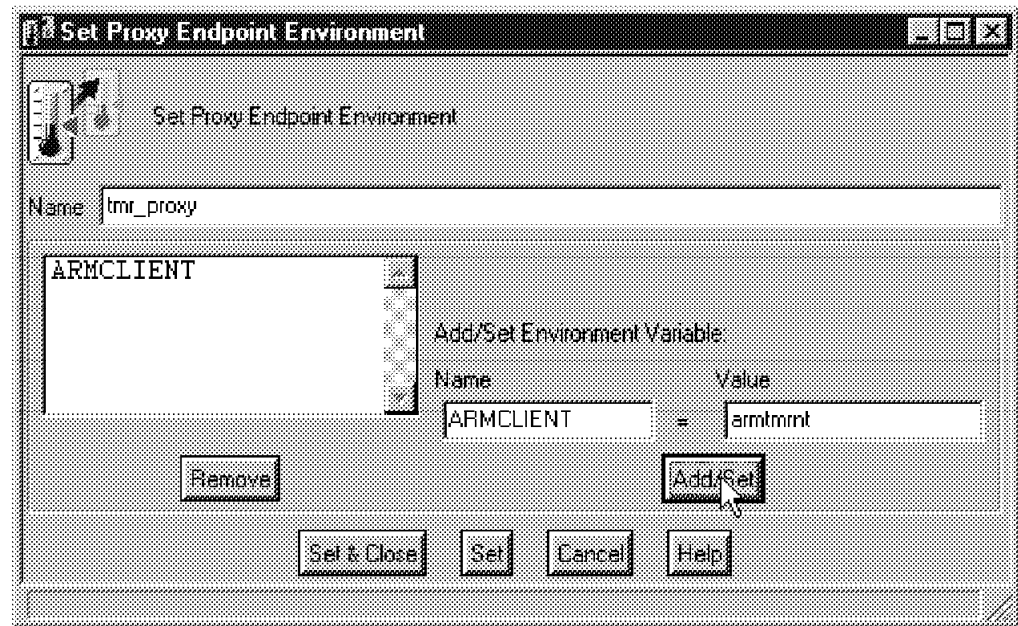 Set Proxy Endpoint Environment
Set Proxy Endpoint Environment
Name tmr_proxy
ARMCLIENT
Add/Set Environment Variable
Name Value
ARMCLIENT = armtmrnt
Remove Add/Set
Set & Close Set Cancel Help